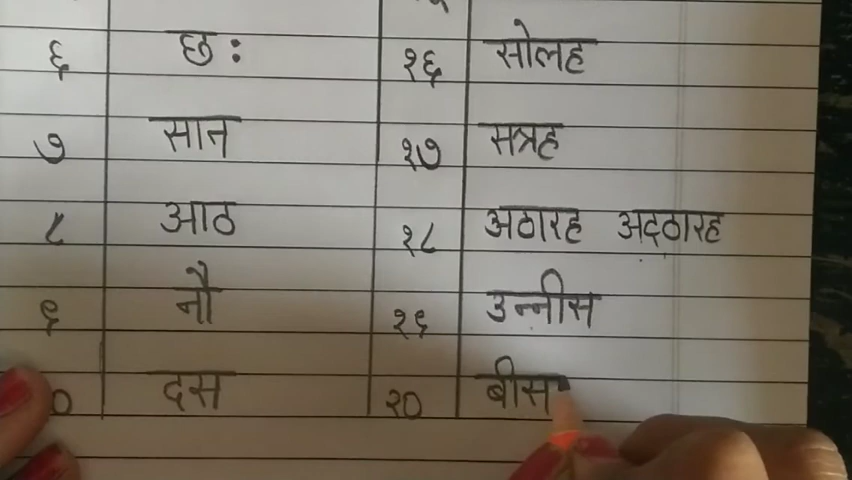 ६ छः १६ सोलह
७ सात १७ सत्रह
८ आठ १८ अठारह अट्ठारह
९ नौ १९ उन्नीस
० दस २० बीस